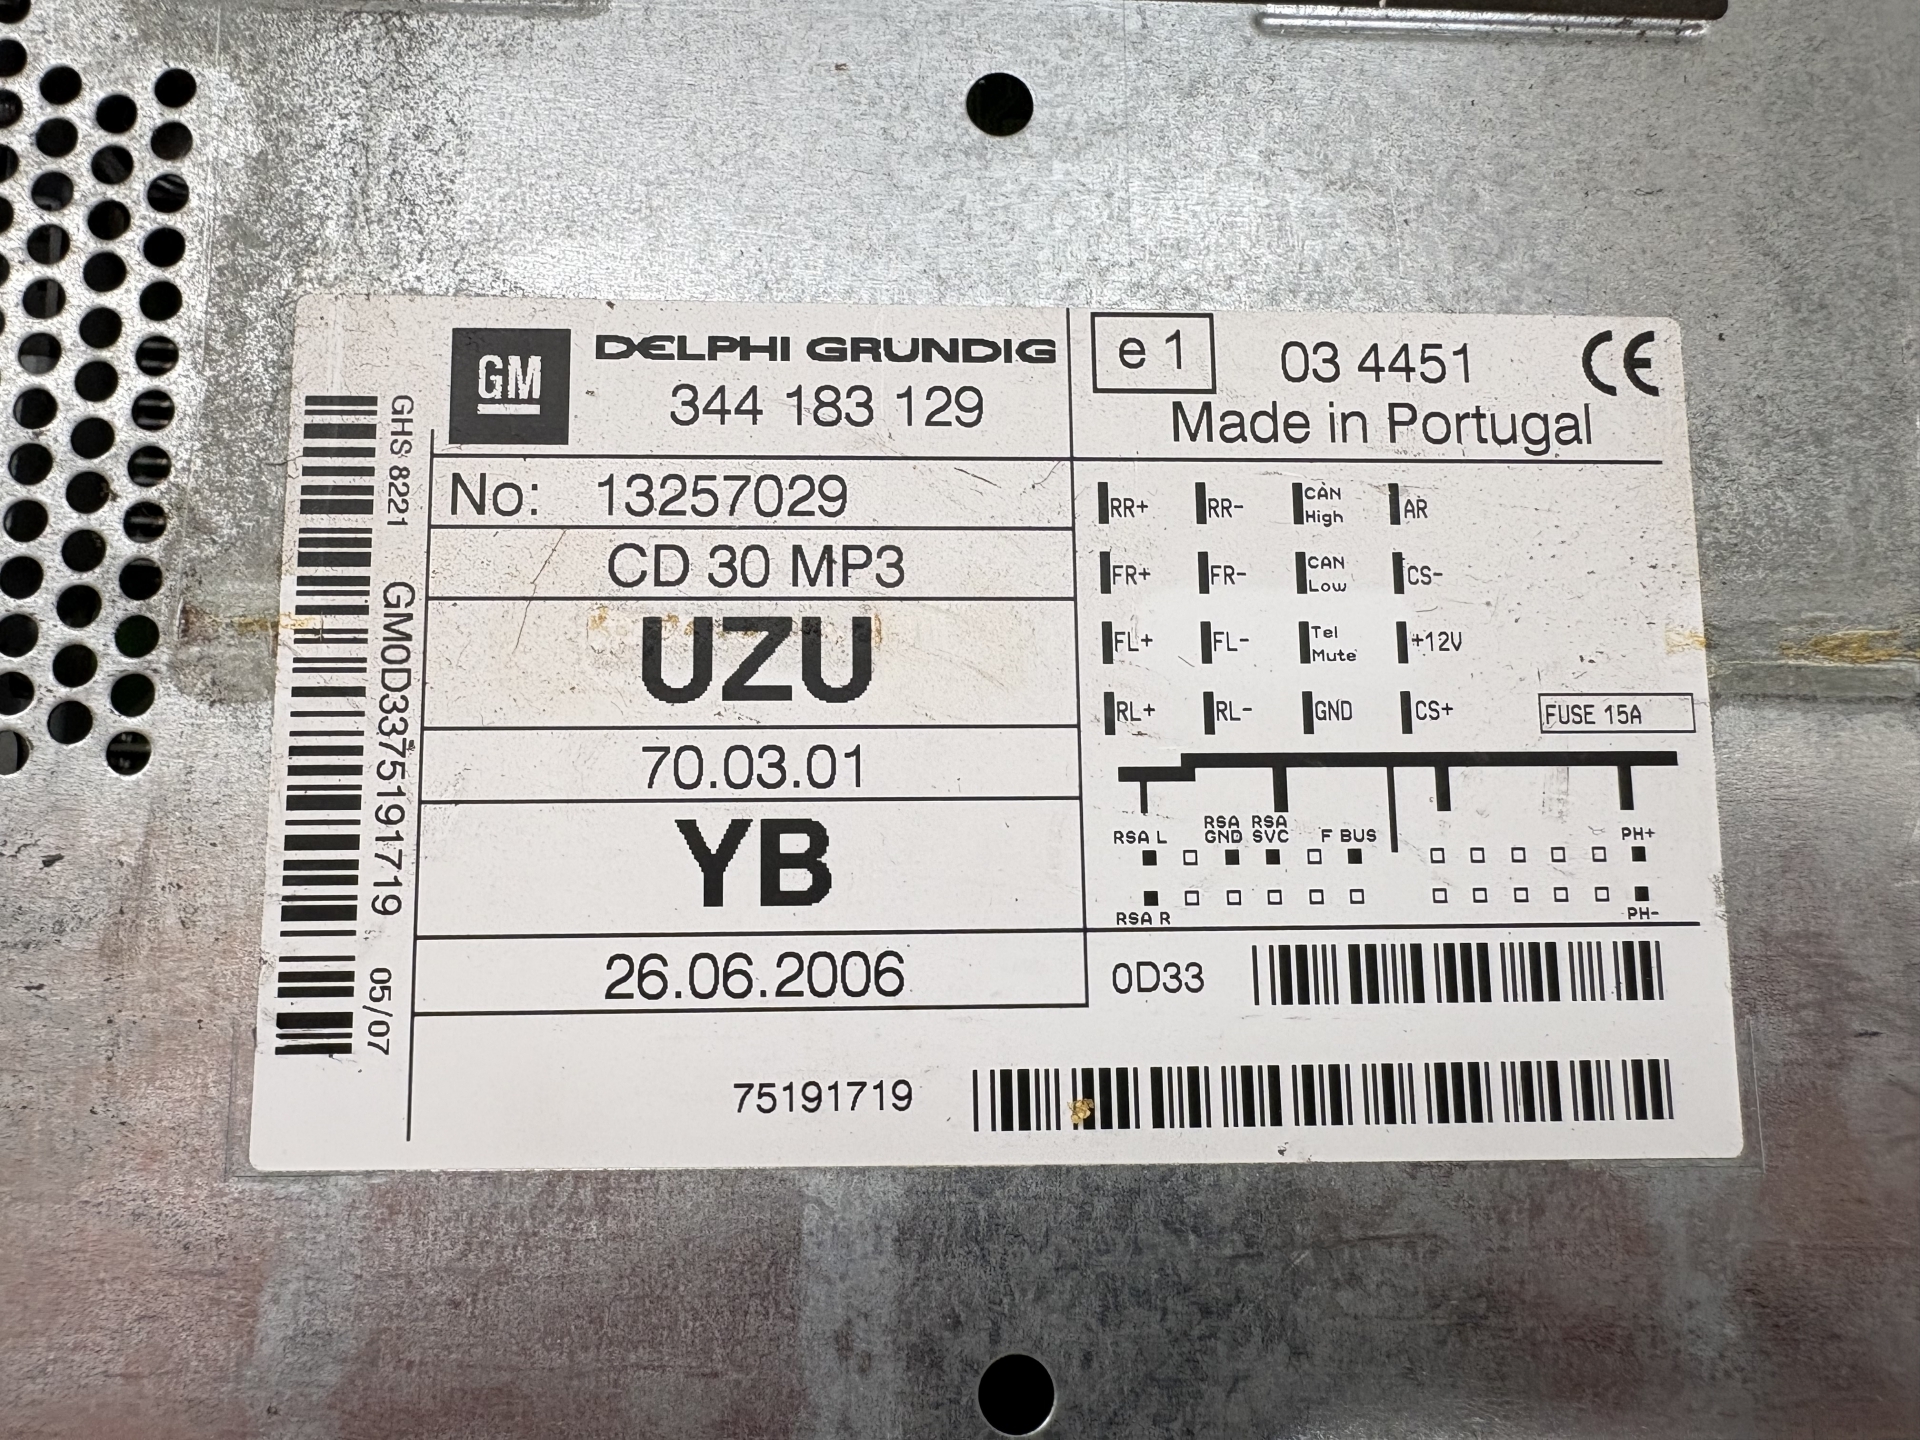 GM
DELPHI GRUNDIG
344 183 129
e 1
03 4451
CE
Made in Portugal
GHS 8221
GM0D3375191719
05/07
No: 13257029
CD 30 MP3
UZU
70.03.01
YB
26.06.2006
RR+ RR- CAN High AR
FR+ FR- CAN Low CS-
FL+ FL- Tel Mute +12V
RL+ RL- GND CS+
FUSE 15A
RSA L RSA GND RSA SVC F BUS PH+
RSA R PH-
0D33
75191719